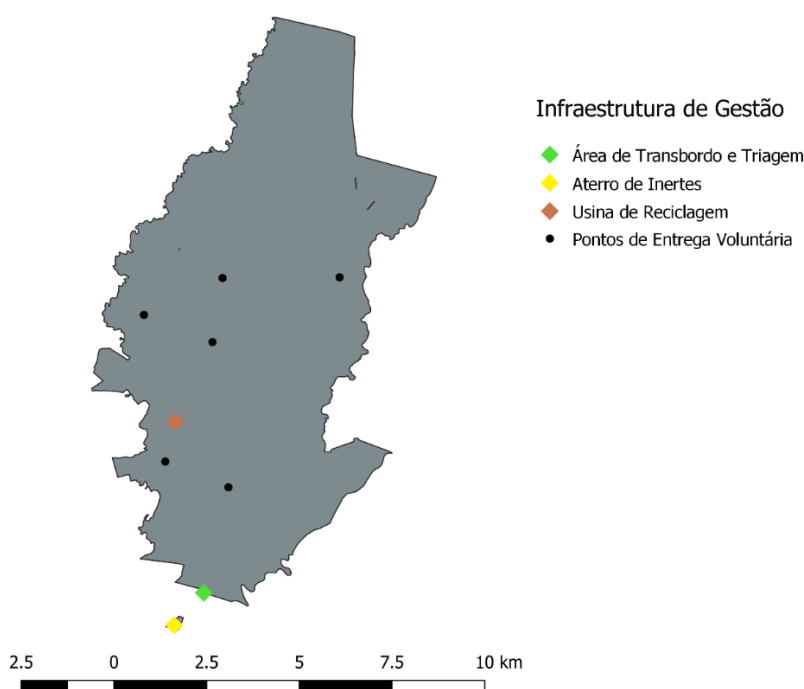 Infraestrutura de Gestão
Área de Transbordo e Triagem
Aterro de Inertes
Usina de Reciclagem
Pontos de Entrega Voluntária
2.5 0 2.5 5 7.5 10 km